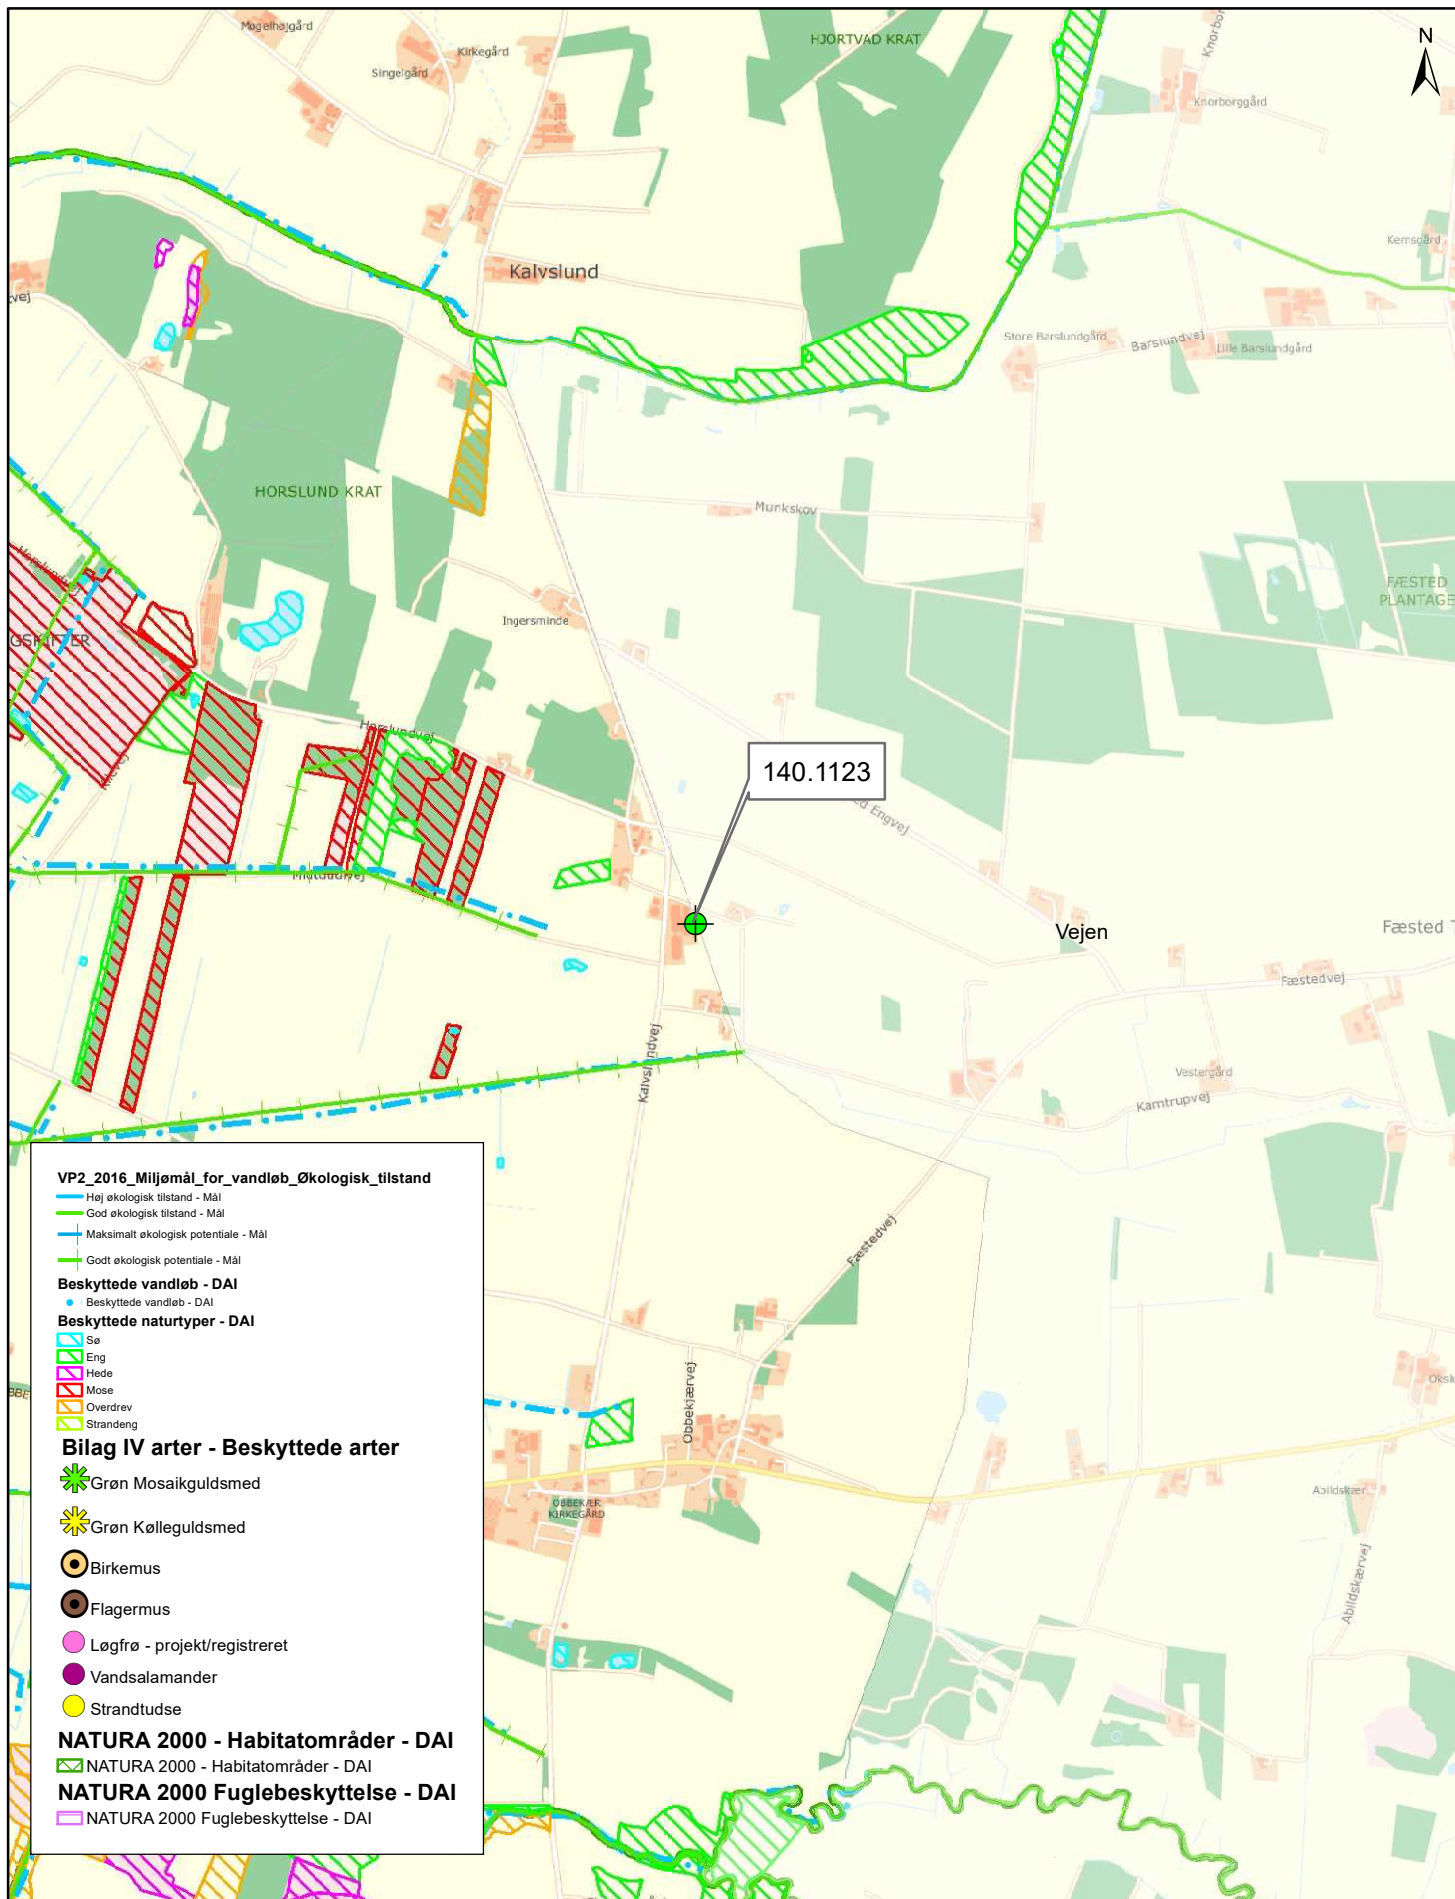 Møgelhøjgård
Kirkegård
Singelgård
HJORTVAD KRAT
N
Knorborggård
Kemsgård
Kalvslund
vej
Store Barslundgård
Barslundvej
Lille Barslundgård
HORSLUND KRAT
Munkskov
Horslundvej
FÆSTED
PLANTAGE
Ingersminde
Horslundvej
140.1123
ed Engvej
Vejen
Fæsted
Fæstedvej
Kalvslundvej
Vestergård
Kamtrupvej
VP2_2016_Miljømål_for_vandløb_Økologisk_tilstand
Høj økologisk tilstand - Mål
God økologisk tilstand - Mål
Maksimalt økologisk potentiale - Mål
Godt økologisk potentiale - Mål
Beskyttede vandløb - DAI
Beskyttede vandløb - DAI
Beskyttede naturtyper - DAI
Sø
Eng
Hede
Mose
Overdrev
Strandeng
Bilag IV arter - Beskyttede arter
Grøn Mosaikguldsmed
Grøn Kølleguldsmed
Birkemus
Flagermus
Løgfrø - projekt/registreret
Vandsalamander
Strandtudse
NATURA 2000 - Habitatområder - DAI
NATURA 2000 - Habitatområder - DAI
NATURA 2000 Fuglebeskyttelse - DAI
NATURA 2000 Fuglebeskyttelse - DAI
Fæstedvej
Obbekjærvej
OBBEKÆR
KIRKEGÅRD
Abildskær
Abildskærvej